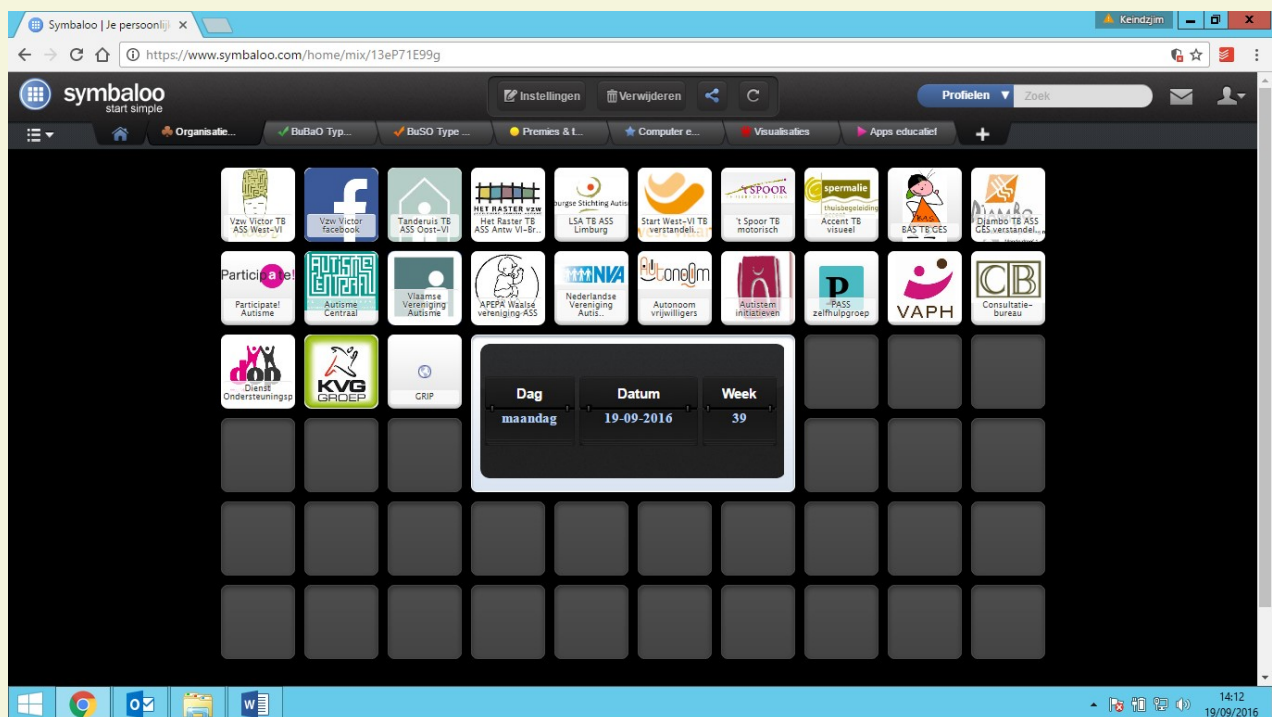 Symbaloo | Je persoonlij
Keindzjim
https://www.symbaloo.com/home/mix/13eP71E99g
symbaloo
start simple
Instellingen
Verwijderen
Profielen
Zoek
Organisatie...
BuBaO Typ...
BuSO Type ...
Premies & t...
Computer e...
Visualisaties
Apps educatief
Vzw Victor TB
ASS West-Vl
Vzw Victor
facebook
Tanderuis TB
ASS Oost-Vl
HET RASTER vzw
Het Raster TB
ASS Antw Vl-Br..
burgse Stichting Autis
LSA TB ASS
Limburg
Start West-Vl TB
verstandeli..
'T SPOOR
't Spoor TB
motorisch
spermalie
thuisbegeleiding
Accent TB
visueel
BAS TB GES
Djambo TB ASS
GES verstandel..
Participate!
Participate!
Autisme
AUTISME
CENTRAAL
Autisme
Centraal
Vlaamse
Vereniging
Autisme
APEPA Waalse
vereniging ASS
NVA
Nederlandse
Vereniging
Autis..
Autonoom
vrijwilligers
Autistem
initiatieven
P
PASS
zelfhulpgroep
VAPH
CB
Consultatie-
bureau
dop
Dienst
Ondersteuningsp
KVG
GROEP
GRIP
Dag
Datum
Week
maandag
19-09-2016
39
14:12
19/09/2016